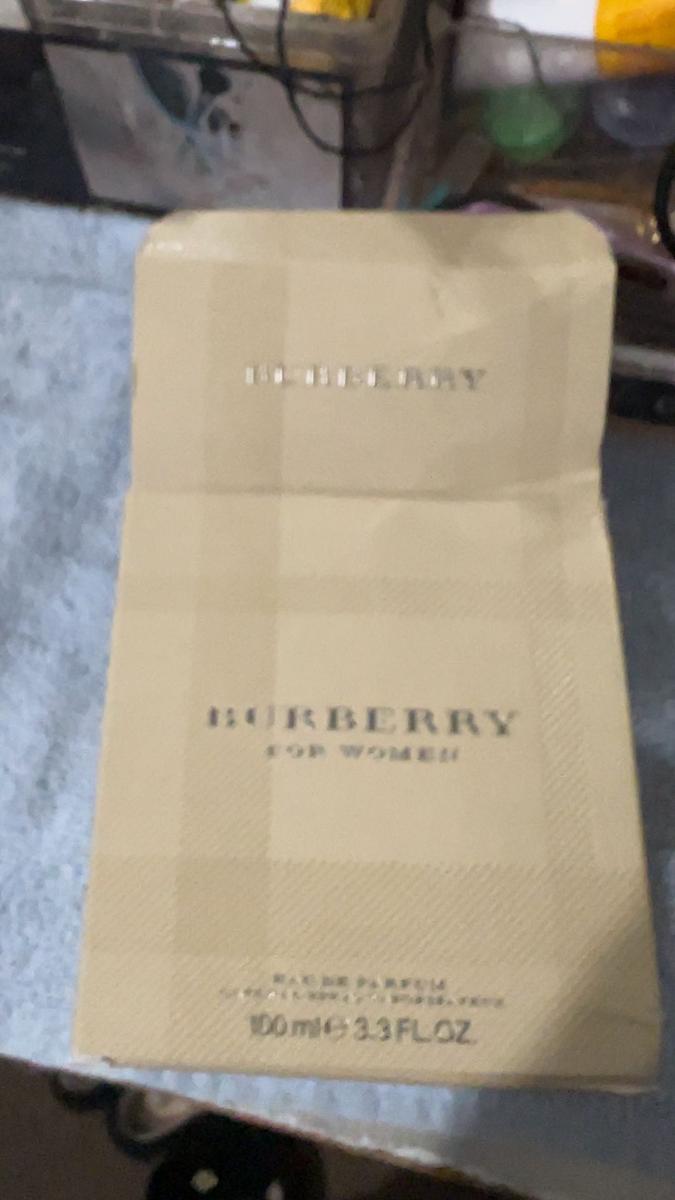 BURBERRY
BURBERRY
FOR WOMEN
EAU DE PARFUM
100 ml ℮ 3.3 FL.OZ.